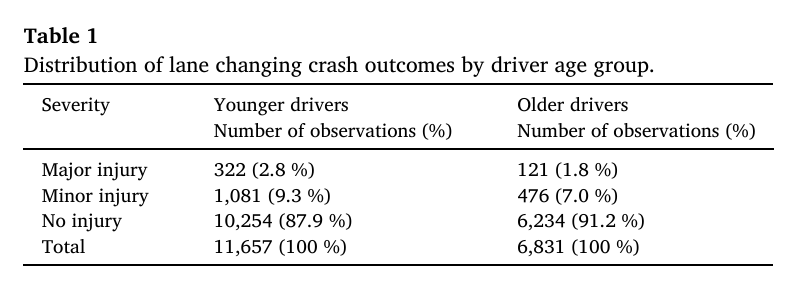 Table 1
Distribution of lane changing crash outcomes by driver age group.
Severity Younger drivers Older drivers
Number of observations (%) Number of observations (%)
Major injury 322 (2.8 %) 121 (1.8 %)
Minor injury 1,081 (9.3 %) 476 (7.0 %)
No injury 10,254 (87.9 %) 6,234 (91.2 %)
Total 11,657 (100 %) 6,831 (100 %)